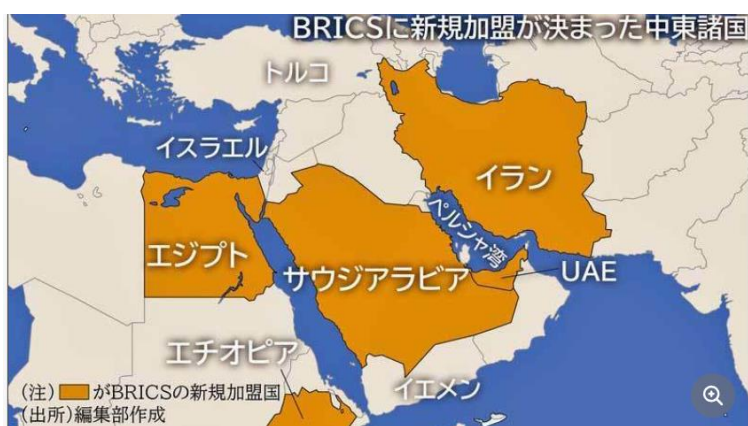 BRICSに新規加盟が決まった中東諸国
トルコ
イスラエル
イラン
ペルシャ湾
エジプト
サウジアラビア
UAE
エチオピア
イエメン
(注)がBRICSの新規加盟国
(出所)編集部作成